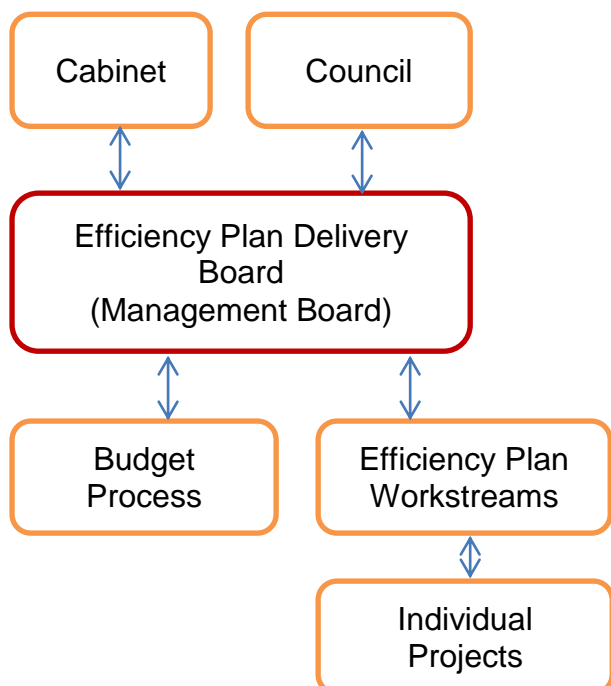 Cabinet
Council
Efficiency Plan Delivery
Board
(Management Board)
Budget
Process
Efficiency Plan
Workstreams
Individual
Projects